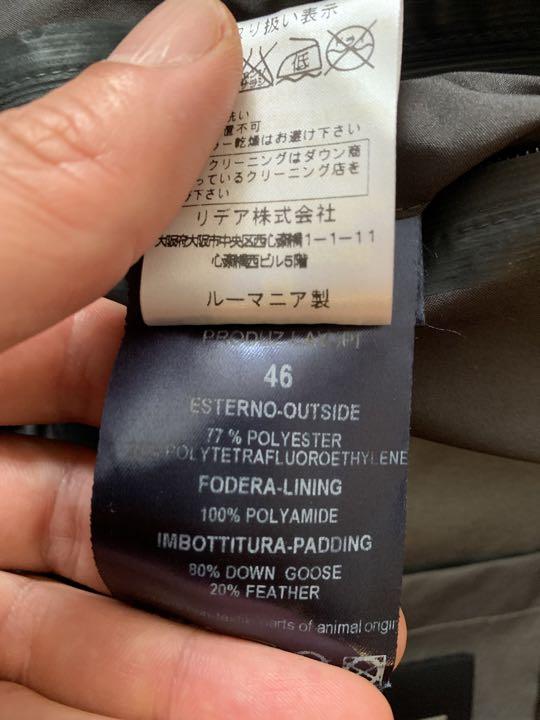 り扱い表示
低
洗い
置不可
ー乾燥はお避け下さい
クリーニングはダウン商
っているクリーニング店を
下さい
リデア株式会社
大阪府大阪市中央区西心斎橋1-1-11
心斎橋西ビル5階
ルーマニア製
46
ESTERNO-OUTSIDE
77 % POLYESTER
POLYTETRAFLUOROETHYLENE
FODERA-LINING
100% POLYAMIDE
IMBOTTITURA-PADDING
80% DOWN GOOSE
20% FEATHER
parts of animal origin